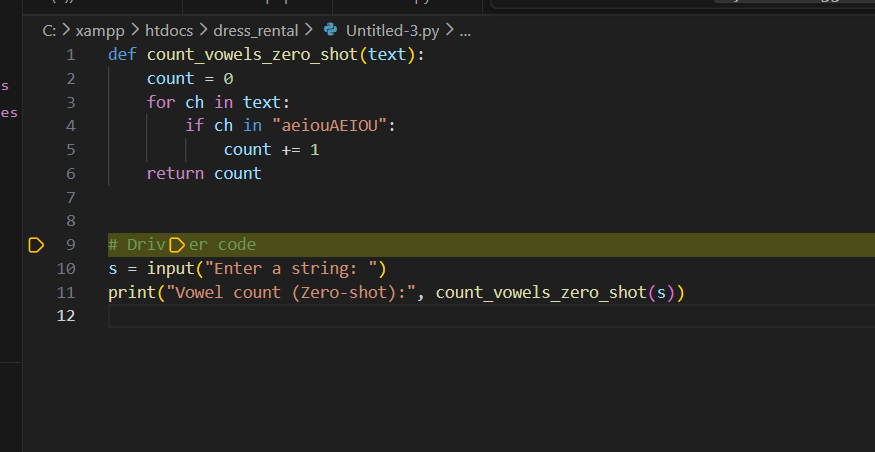 C: > xampp > htdocs > dress_rental > Untitled-3.py > ...
s
es
1 def count_vowels_zero_shot(text):
2     count = 0
3     for ch in text:
4         if ch in "aeiouAEIOU":
5             count += 1
6     return count
7
8
9 # Driver code
10 s = input("Enter a string: ")
11 print("Vowel count (Zero-shot):", count_vowels_zero_shot(s))
12